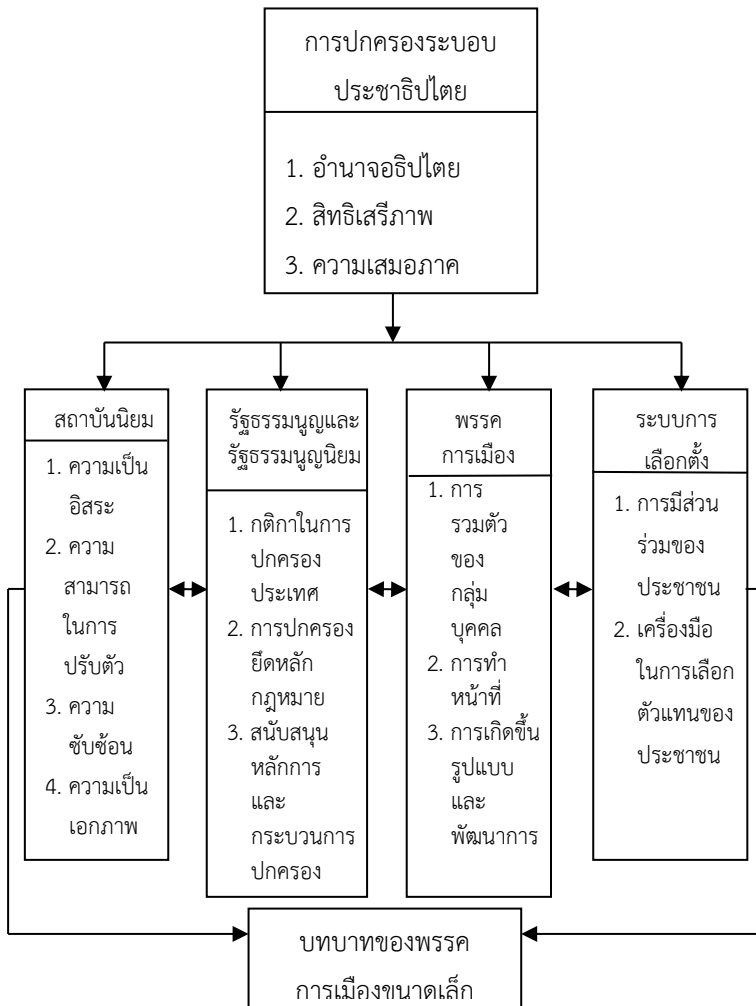 การปกครองระบอบ
ประชาธิปไตย
1. อำนาจอธิปไตย
2. สิทธิเสรีภาพ
3. ความเสมอภาค
สถาบันนิยม
1. ความเป็น
อิสระ
2. ความ
สามารถ
ในการ
ปรับตัว
3. ความ
ซับซ้อน
4. ความเป็น
เอกภาพ
รัฐธรรมนูญและ
รัฐธรรมนูญนิยม
1. กติกาในการ
ปกครอง
ประเทศ
2. การปกครอง
ยึดหลัก
กฎหมาย
3. สนับสนุน
หลักการ
และ
กระบวนการ
ปกครอง
พรรค
การเมือง
1. การ
รวมตัว
ของ
กลุ่ม
บุคคล
2. การทำ
หน้าที่
3. การเกิดขึ้น
รูปแบบ
และ
พัฒนาการ
ระบบการ
เลือกตั้ง
1. การมีส่วน
ร่วมของ
ประชาชน
2. เครื่องมือ
ในการเลือก
ตัวแทนของ
ประชาชน
บทบาทของพรรค
การเมืองขนาดเล็ก